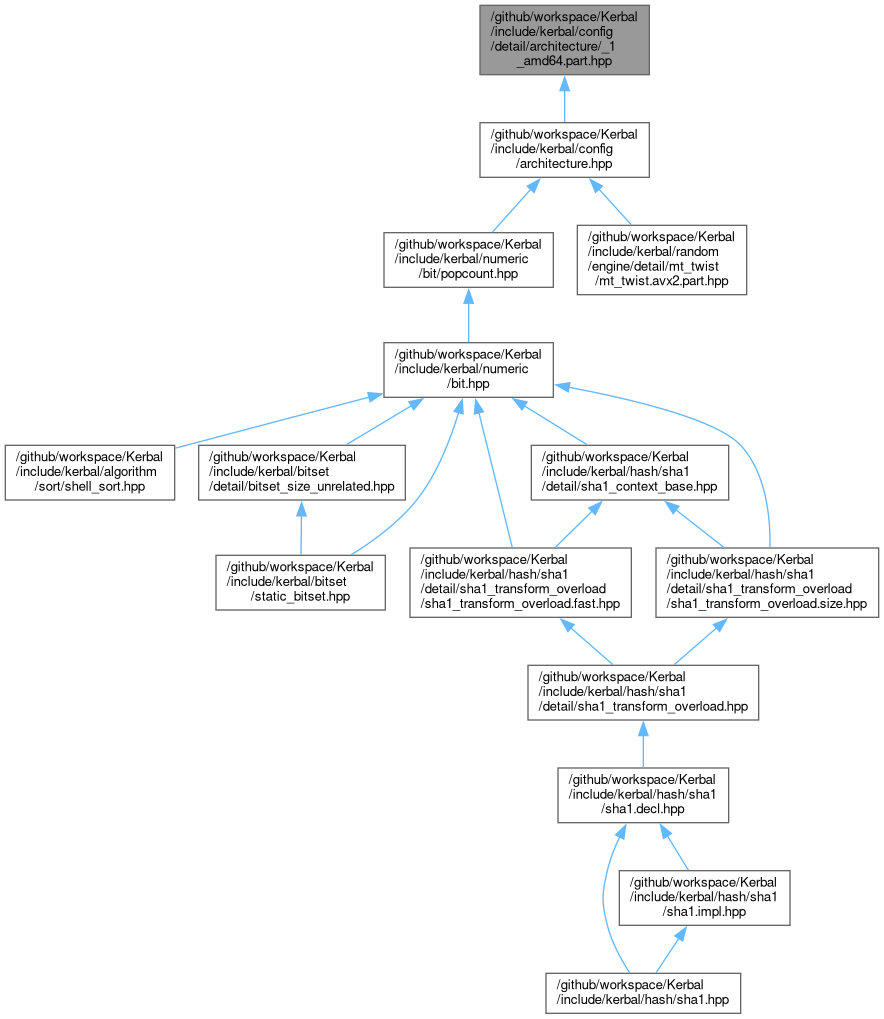 /github/workspace/Kerbal
/include/kerbal/config
/detail/architecture/_1
_amd64.part.hpp
/github/workspace/Kerbal
/include/kerbal/config
/architecture.hpp
/github/workspace/Kerbal
/include/kerbal/numeric
/bit/popcount.hpp
/github/workspace/Kerbal
/include/kerbal/random
/engine/detail/mt_twist
/mt_twist.avx2.part.hpp
/github/workspace/Kerbal
/include/kerbal/numeric
/bit.hpp
/github/workspace/Kerbal
/include/kerbal/algorithm
/sort/shell_sort.hpp
/github/workspace/Kerbal
/include/kerbal/bitset
/detail/bitset_size_unrelated.hpp
/github/workspace/Kerbal
/include/kerbal/hash/sha1
/detail/sha1_context_base.hpp
/github/workspace/Kerbal
/include/kerbal/bitset
/static_bitset.hpp
/github/workspace/Kerbal
/include/kerbal/hash/sha1
/detail/sha1_transform_overload
/sha1_transform_overload.fast.hpp
/github/workspace/Kerbal
/include/kerbal/hash/sha1
/detail/sha1_transform_overload
/sha1_transform_overload.size.hpp
/github/workspace/Kerbal
/include/kerbal/hash/sha1
/detail/sha1_transform_overload.hpp
/github/workspace/Kerbal
/include/kerbal/hash/sha1
/sha1.decl.hpp
/github/workspace/Kerbal
/include/kerbal/hash/sha1
/sha1.impl.hpp
/github/workspace/Kerbal
/include/kerbal/hash/sha1.hpp